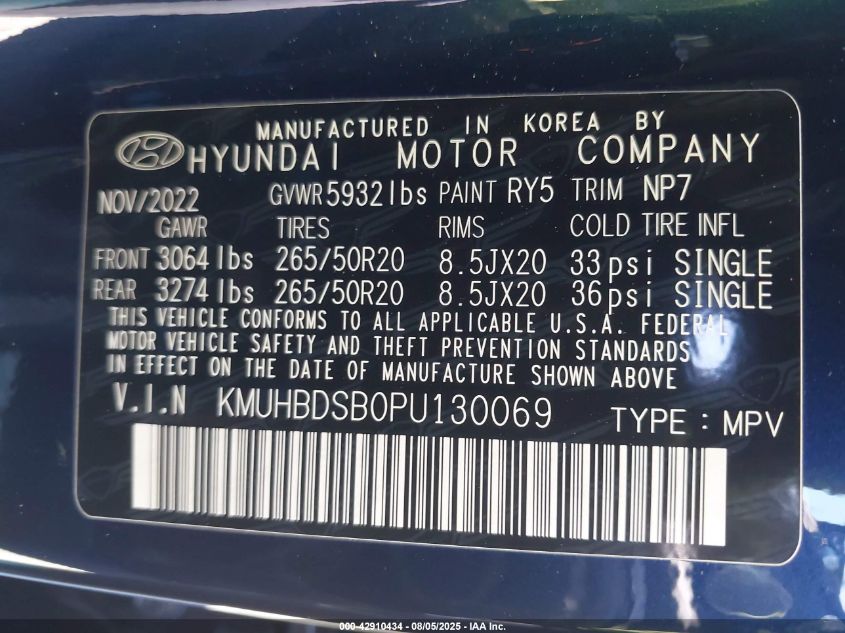 MANUFACTURED IN KOREA BY
HYUNDAI MOTOR COMPANY
NOV/2022 GVWR 5932 lbs PAINT RY5 TRIM NP7
GAWR TIRES RIMS COLD TIRE INFL
FRONT 3064 lbs 265/50R20 8.5JX20 33 psi SINGLE
REAR 3274 lbs 265/50R20 8.5JX20 36 psi SINGLE
THIS VEHICLE CONFORMS TO ALL APPLICABLE U.S.A. FEDERAL
MOTOR VEHICLE SAFETY AND THEFT PREVENTION STANDARDS
IN EFFECT ON THE DATE OF MANUFACTURE SHOWN ABOVE
V.I.N KMUHBDSB0PU130069 TYPE : MPV
000-42910434 - 08/05/2025 - IAA Inc.